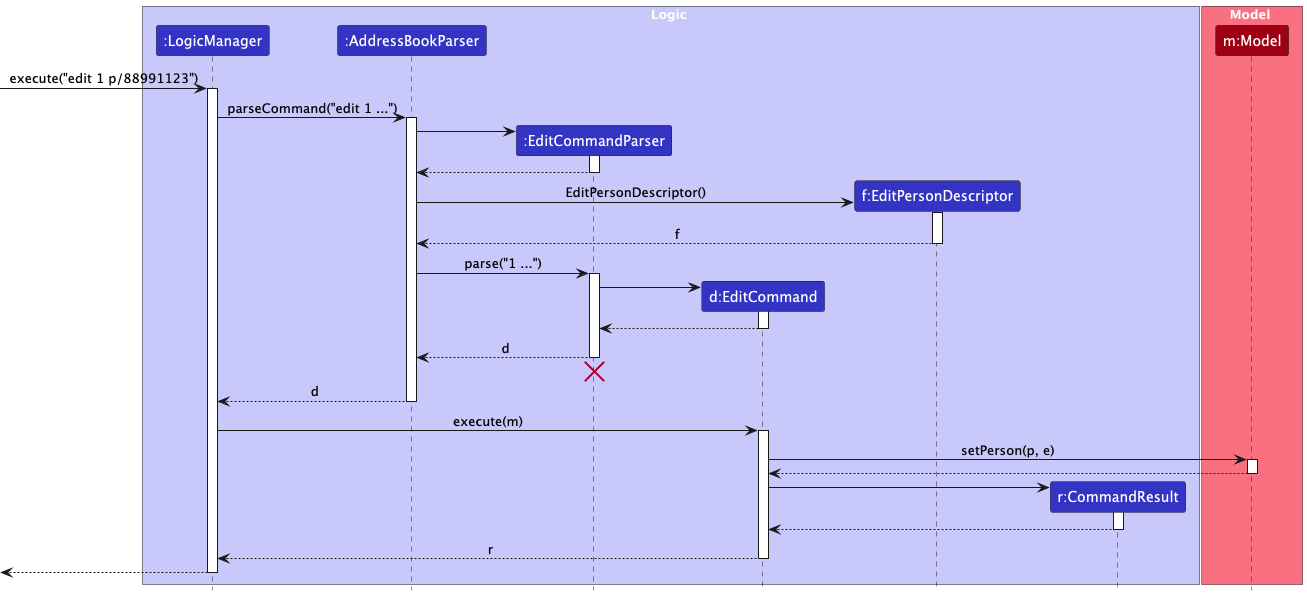 Logic
Model
:LogicManager
:AddressBookParser
m:Model
execute("edit 1 p/88991123")
parseCommand("edit 1 ...")
:EditCommandParser
EditPersonDescriptor()
f:EditPersonDescriptor
f
parse("1 ...")
d:EditCommand
d
d
execute(m)
setPerson(p, e)
r:CommandResult
r